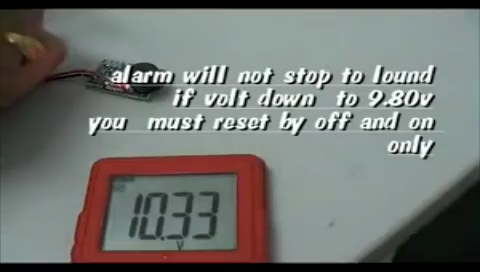 alarm will not stop to lound
if volt down to 9.80v
you must reset by off and on
only
10.33
V